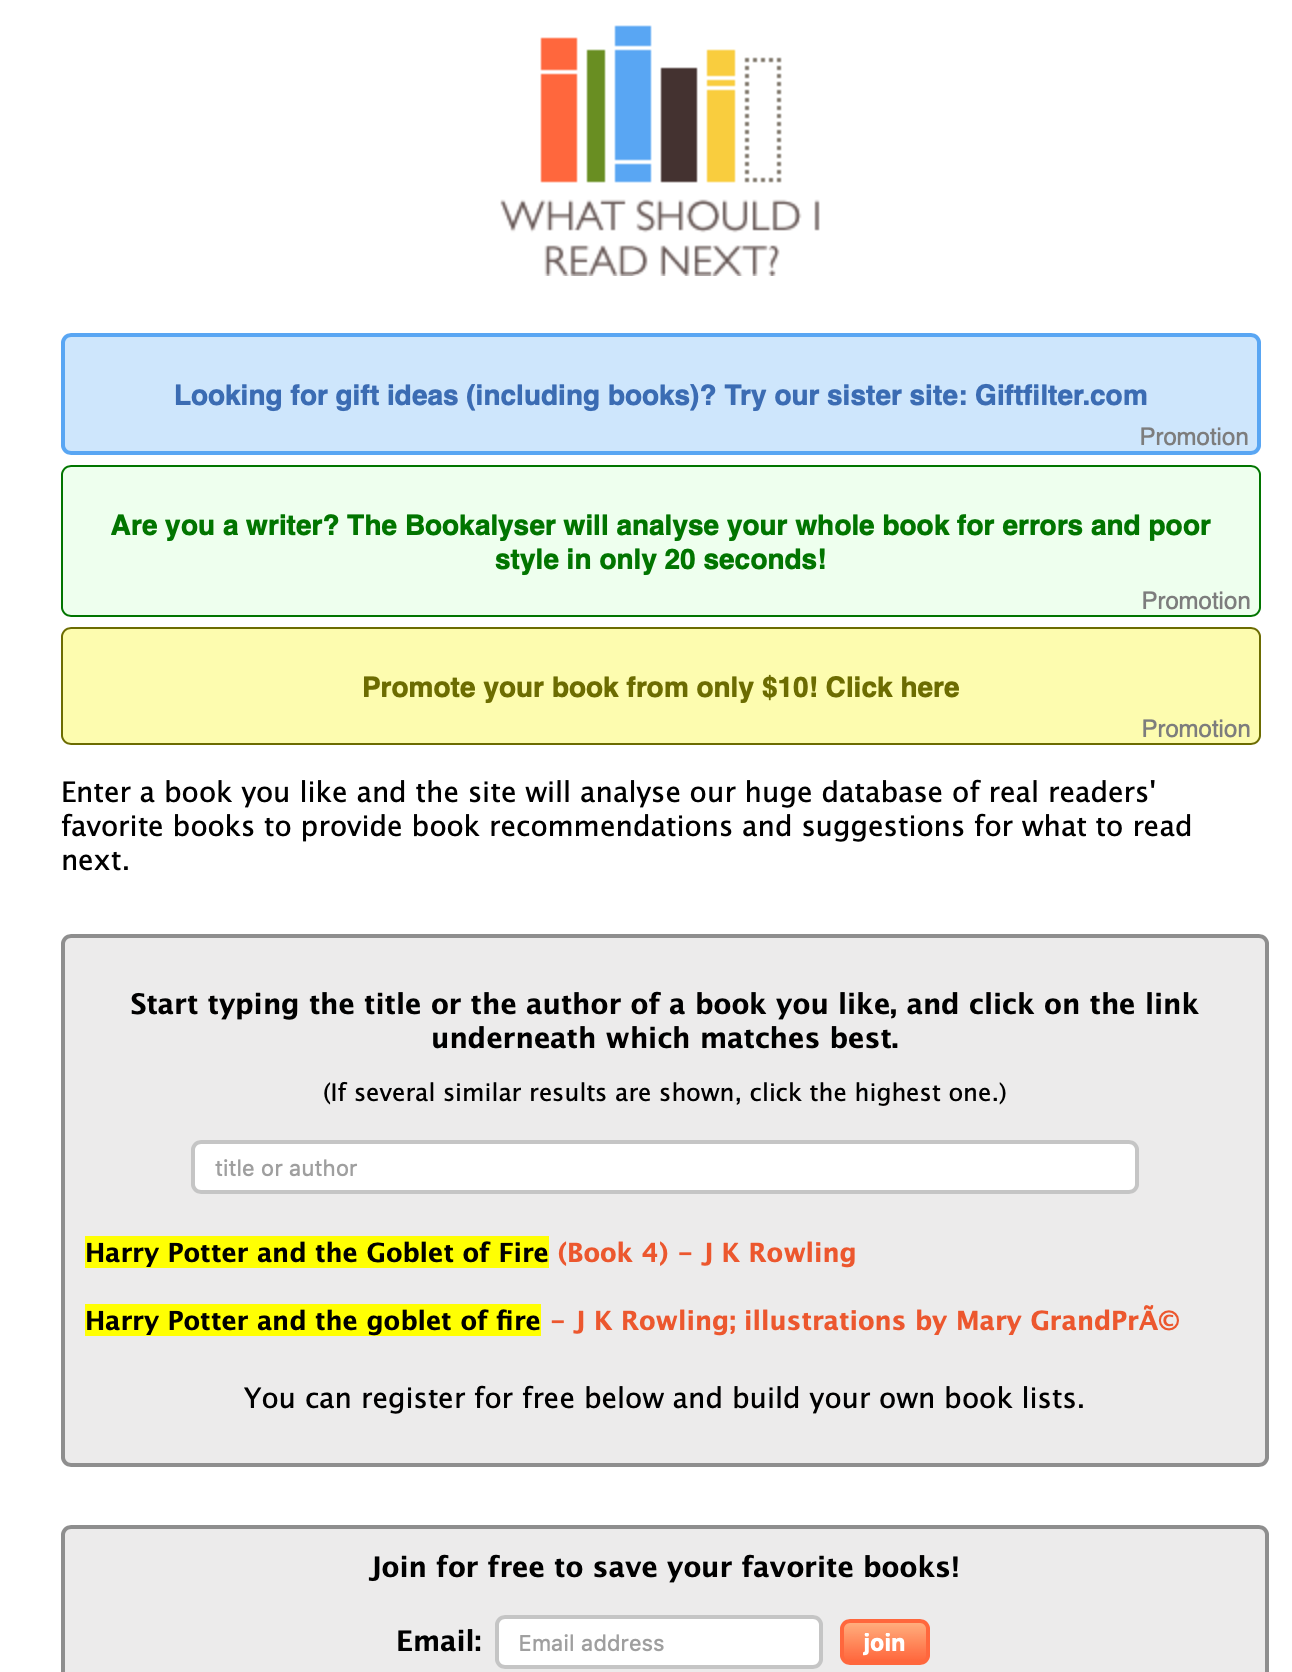 WHAT SHOULD I
READ NEXT?
Looking for gift ideas (including books)? Try our sister site: Giftfilter.com
Promotion
Are you a writer? The Bookalyser will analyse your whole book for errors and poor
style in only 20 seconds!
Promotion
Promote your book from only $10! Click here
Promotion
Enter a book you like and the site will analyse our huge database of real readers'
favorite books to provide book recommendations and suggestions for what to read
next.
Start typing the title or the author of a book you like, and click on the link
underneath which matches best.
(If several similar results are shown, click the highest one.)
title or author
Harry Potter and the Goblet of Fire (Book 4) – J K Rowling
Harry Potter and the goblet of fire – J K Rowling; illustrations by Mary GrandPrÃ©
You can register for free below and build your own book lists.
Join for free to save your favorite books!
Email: Email address join